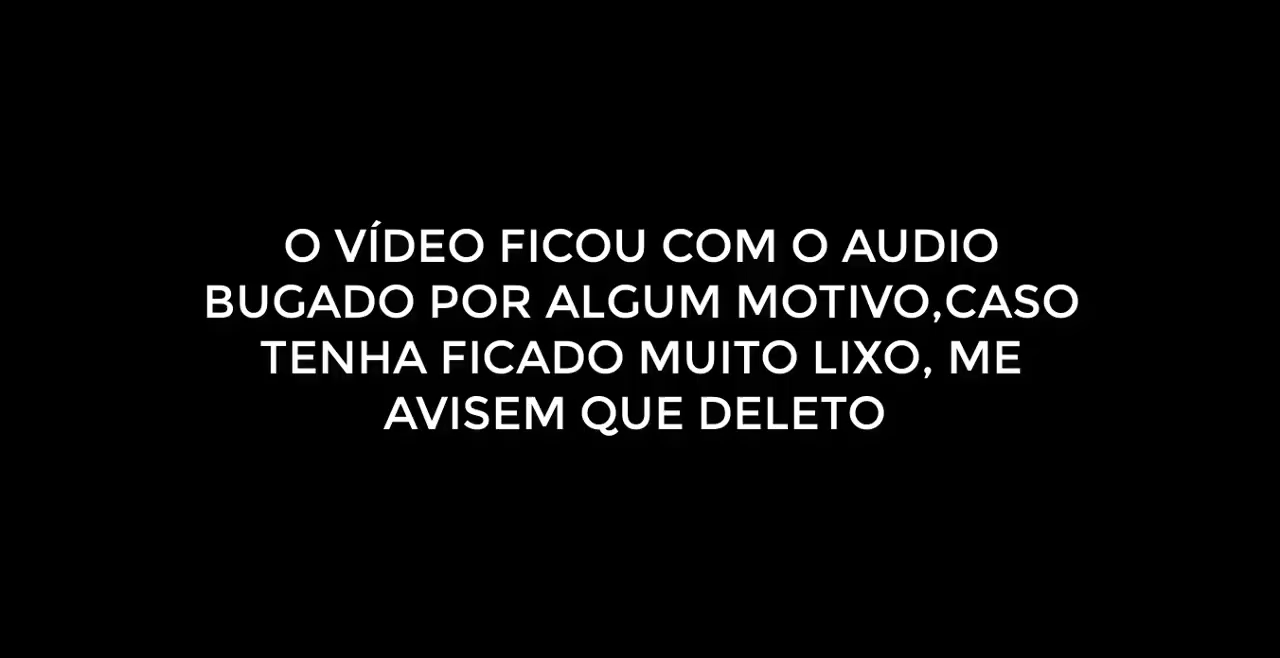 O VÍDEO FICOU COM O AUDIO
BUGADO POR ALGUM MOTIVO,CASO
TENHA FICADO MUITO LIXO, ME
AVISEM QUE DELETO